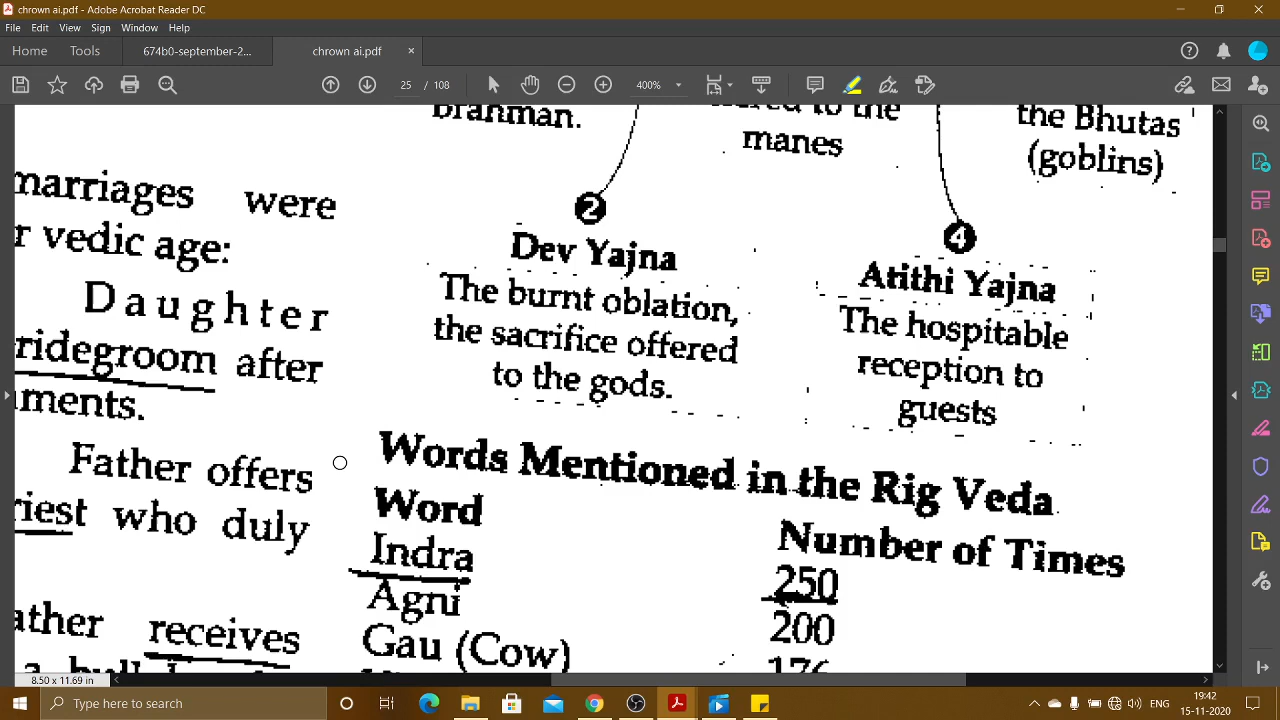 chrown ai.pdf - Adobe Acrobat Reader DC
File Edit View Sign Window Help
Home Tools 674b0-september-2... chrown ai.pdf ×
25 / 108 400%
brahman.
to the
manes
the Bhutas
(goblins)
marriages were
r vedic age:
Daughter
ridegroom after
ments.
Father offers
riest who duly
ather receives
2
Dev Yajna
The burnt oblation,
the sacrifice offered
to the gods.
4
Atithi Yajna
The hospitable
reception to
guests
Words Mentioned in the Rig Veda
Word Number of Times
Indra 250
Agni 200
Gau (Cow) 176
8.50 x 11.69 in
Type here to search
ENG
19:42
15-11-2020